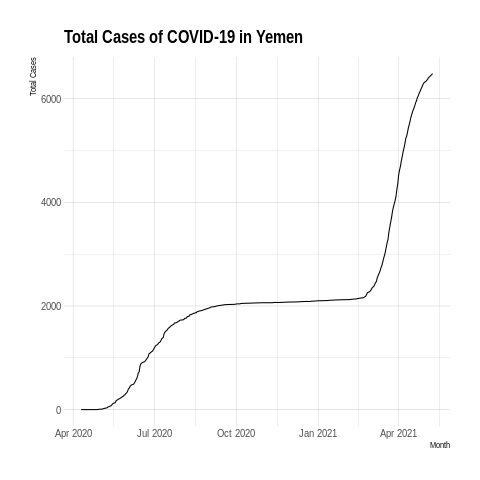 Total Cases of COVID-19 in Yemen
Total Cases
6000
4000
2000
0
Apr 2020 Jul 2020 Oct 2020 Jan 2021 Apr 2021
Month